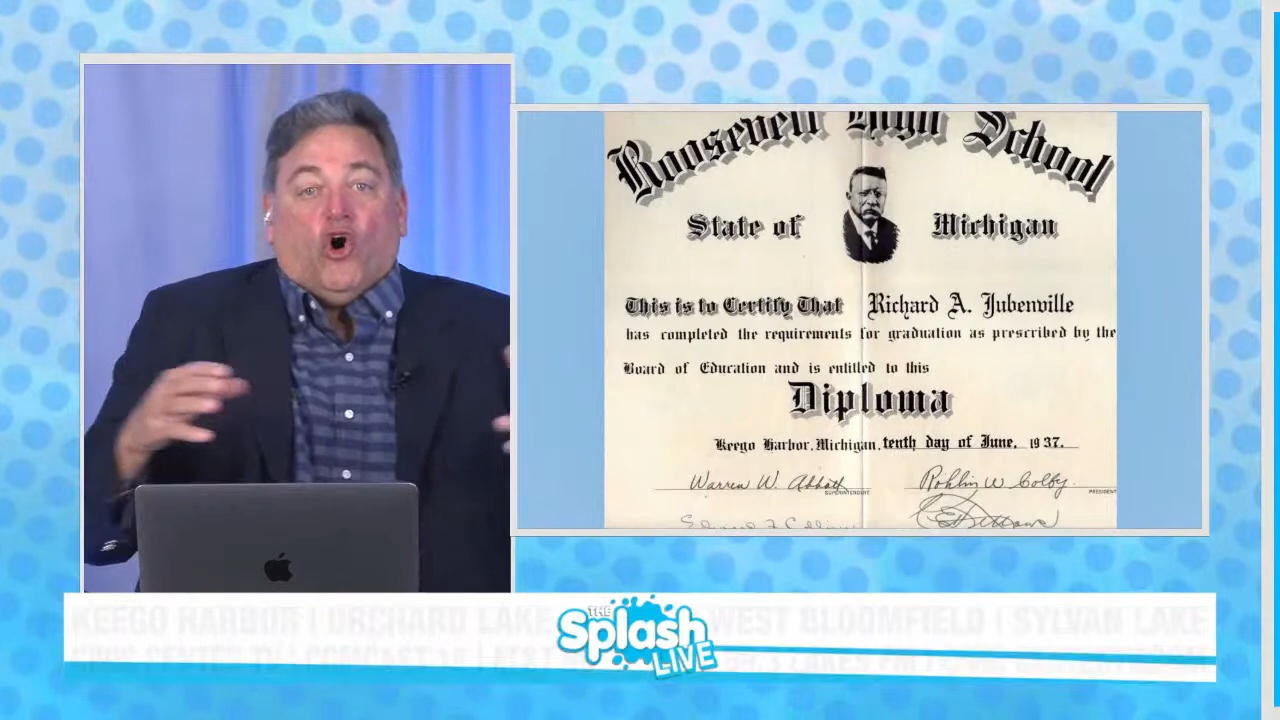 Roosevelt High School
State of Michigan
This is to Certify That Richard A. Jubenville
has completed the requirements for graduation as prescribed by the
Board of Education and is entitled to this
Diploma
Keego Harbor, Michigan, tenth day of June, 1937.
Warren W. Abbott
Rohlin W Colby
SUPERINTENDENT
PRESIDENT
KEEGO HARBOR | ORCHARD LAKE
WEST BLOOMFIELD | SYLVAN LAKE
THE
Splash
LIVE